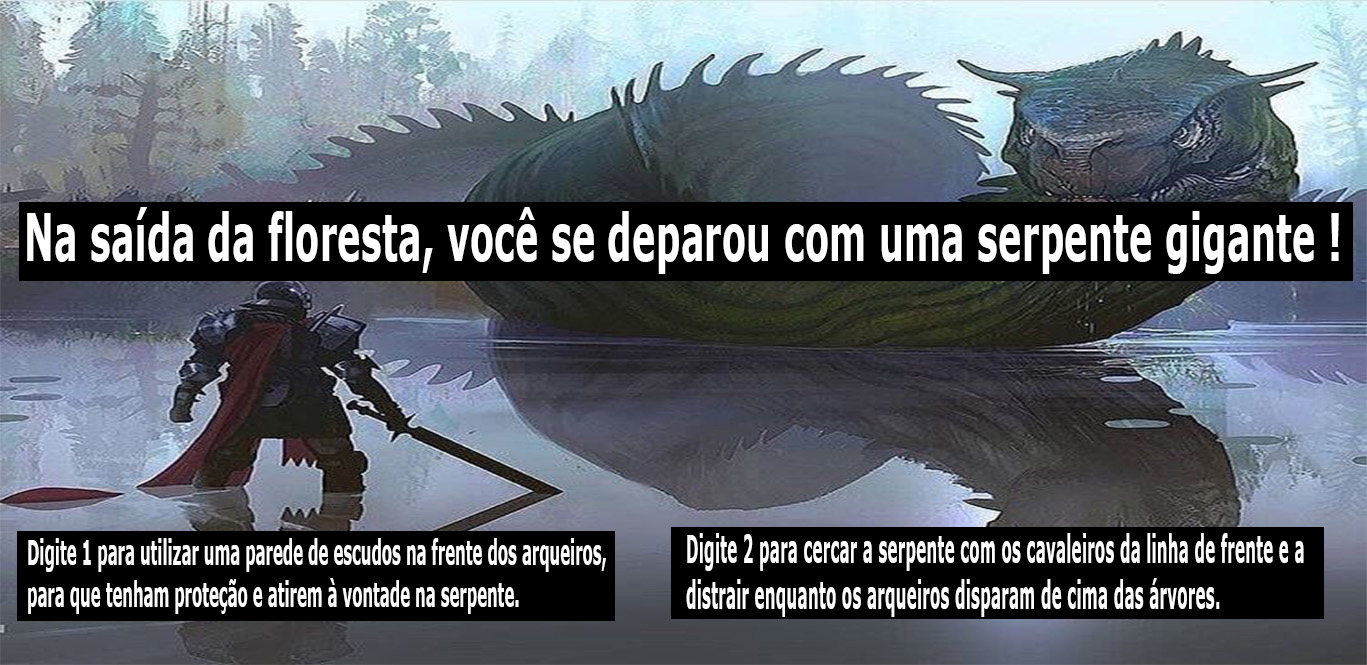 Na saída da floresta, você se deparou com uma serpente gigante !
Digite 1 para utilizar uma parede de escudos na frente dos arqueiros,
para que tenham proteção e atirem à vontade na serpente.
Digite 2 para cercar a serpente com os cavaleiros da linha de frente e a
distrair enquanto os arqueiros disparam de cima das árvores.